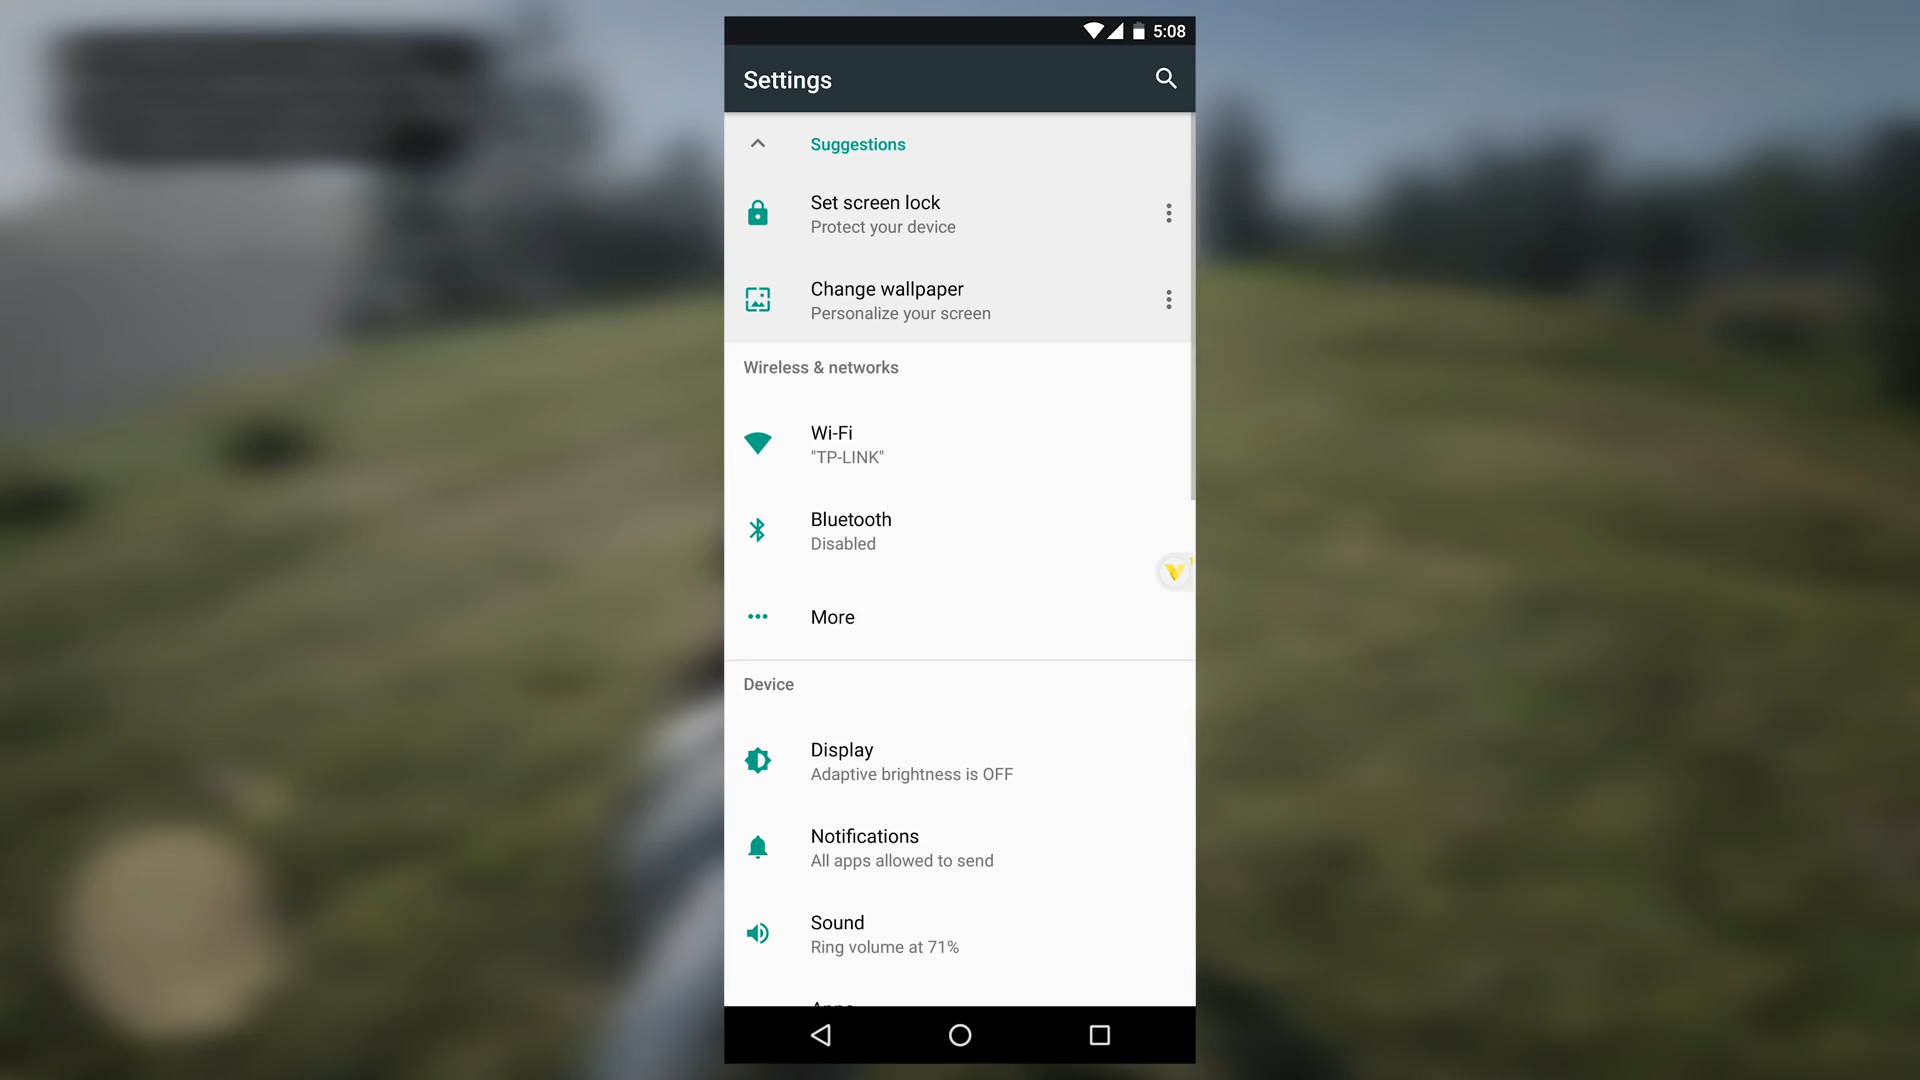 5:08
Settings
Suggestions
Set screen lock
Protect your device
Change wallpaper
Personalize your screen
Wireless & networks
Wi-Fi
"TP-LINK"
Bluetooth
Disabled
More
Device
Display
Adaptive brightness is OFF
Notifications
All apps allowed to send
Sound
Ring volume at 71%